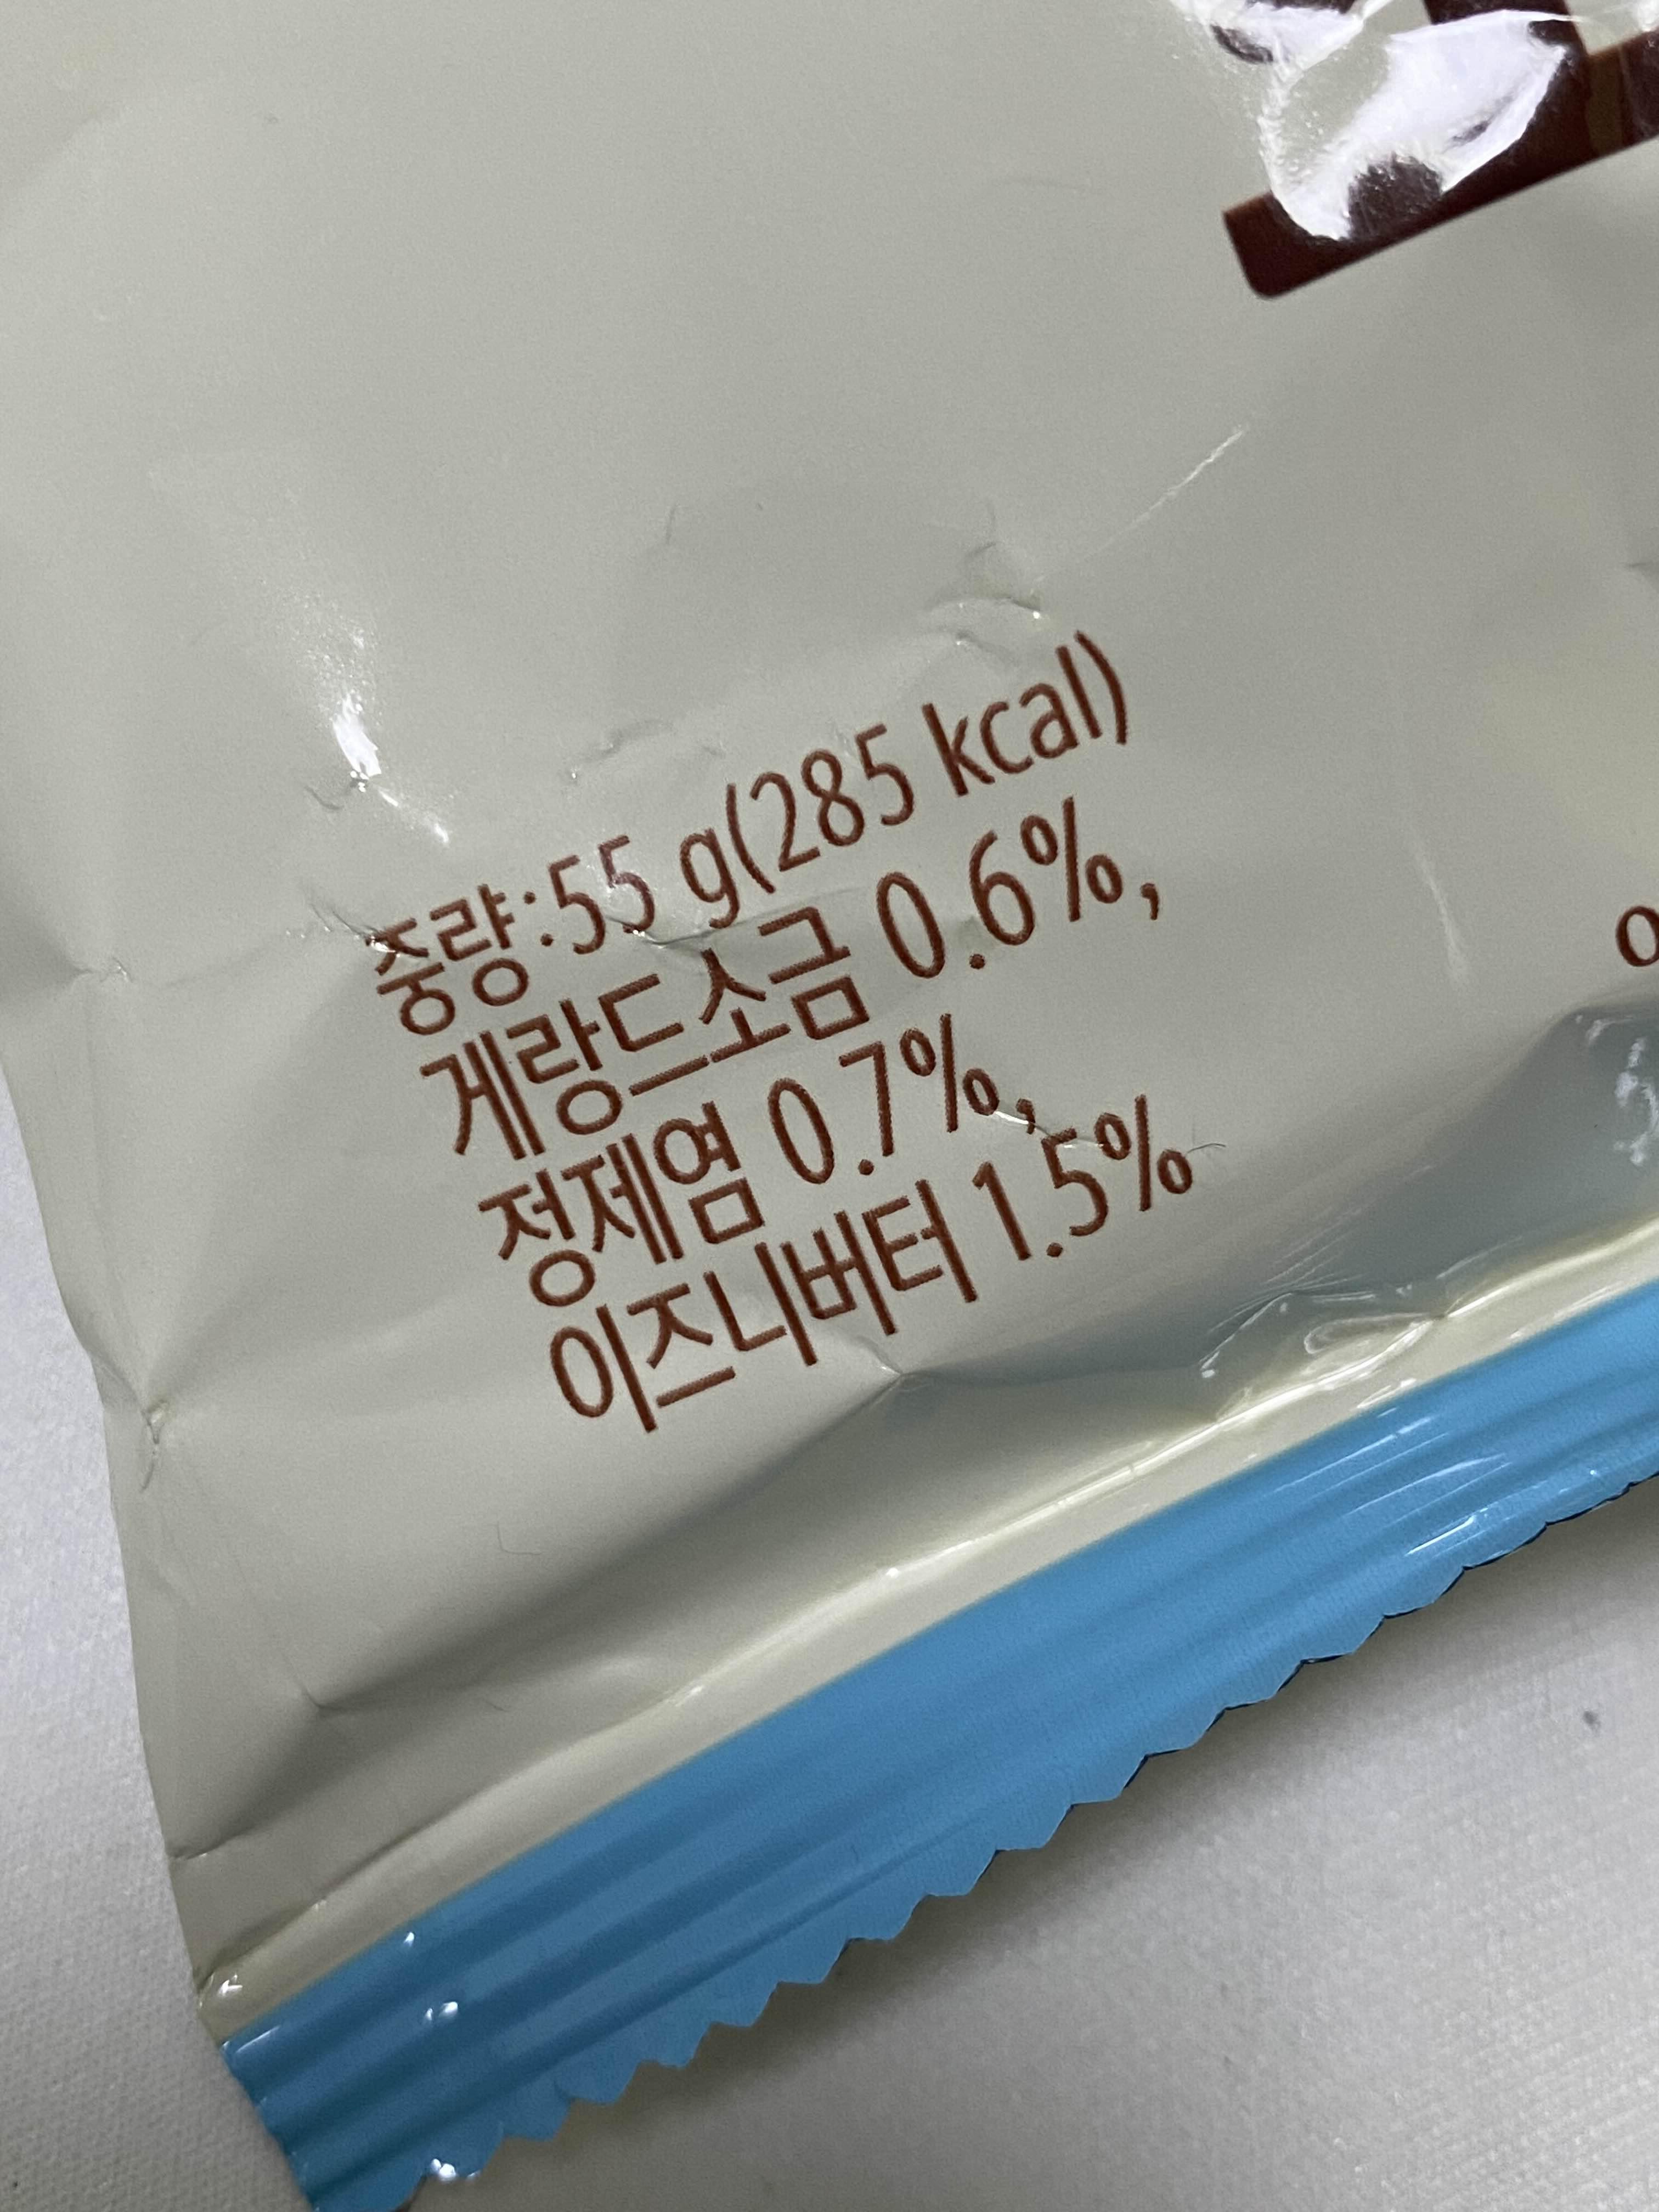 중량:55 g(285 kcal)
게랑드소금 0.6%,
정제염 0.7%,
이즈니버터 1.5%